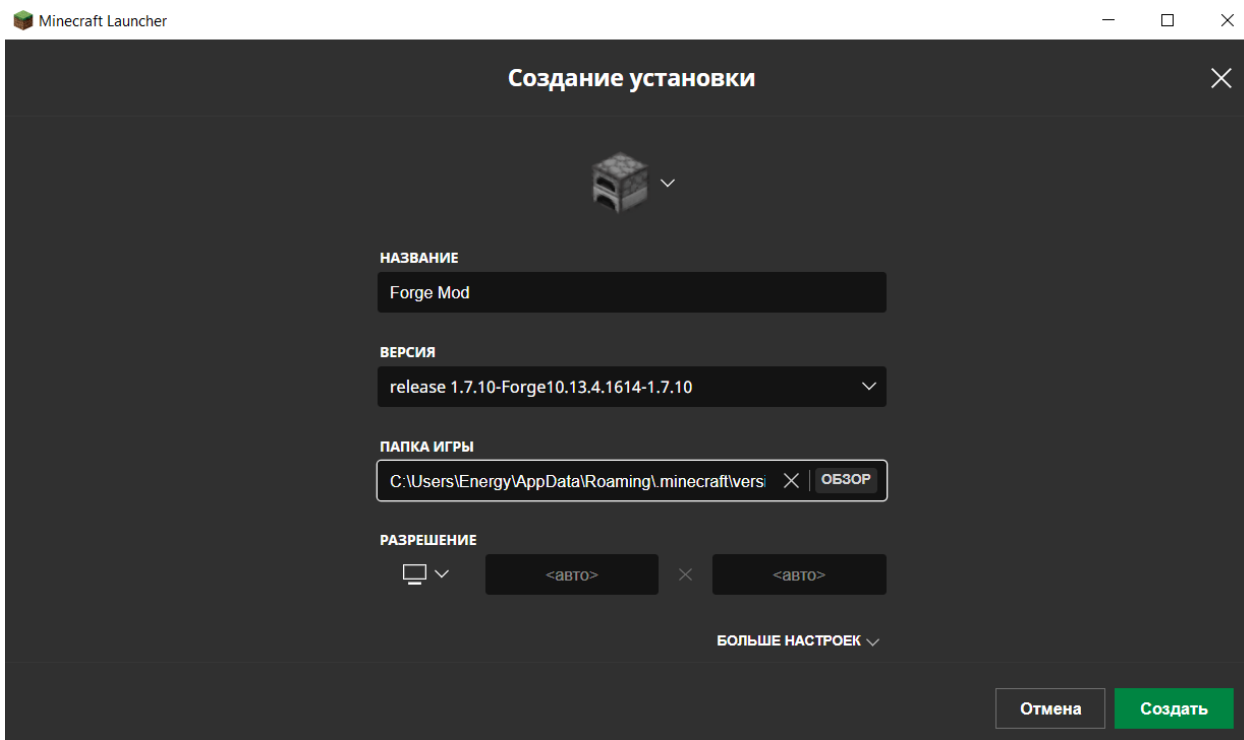 Minecraft Launcher
Создание установки
НАЗВАНИЕ
Forge Mod
ВЕРСИЯ
release 1.7.10-Forge10.13.4.1614-1.7.10
ПАПКА ИГРЫ
C:\Users\Energy\AppData\Roaming\.minecraft\versi ОБЗОР
РАЗРЕШЕНИЕ
<авто> <авто>
БОЛЬШЕ НАСТРОЕК
Отмена Создать